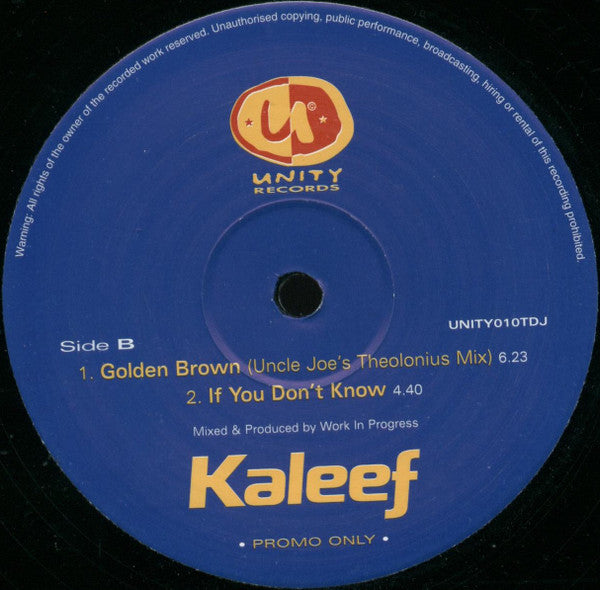 Warning: All rights of the owner of the recorded work reserved. Unauthorised copying, public performance, broadcasting, hiring or rental of this recording prohibited.
u ©
UNITY
RECORDS
UNITY010TDJ
Side B
1. Golden Brown (Uncle Joe's Theolonius Mix) 6.23
2. If You Don't Know 4.40
Mixed & Produced by Work In Progress
Kaleef
• PROMO ONLY •